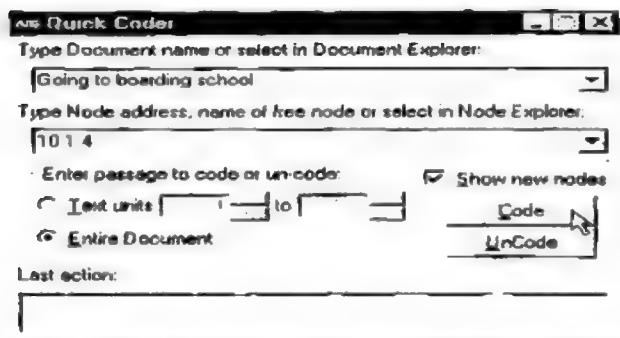 Quick Coder
Type Document name or select in Document Explorer:
Going to boarding school
Type Node address, name of free node or select in Node Explorer:
10 1 4
Enter passage to code or un-code:
Show new nodes
Text units 1 to
Code
Entire Document
UnCode
Last action: